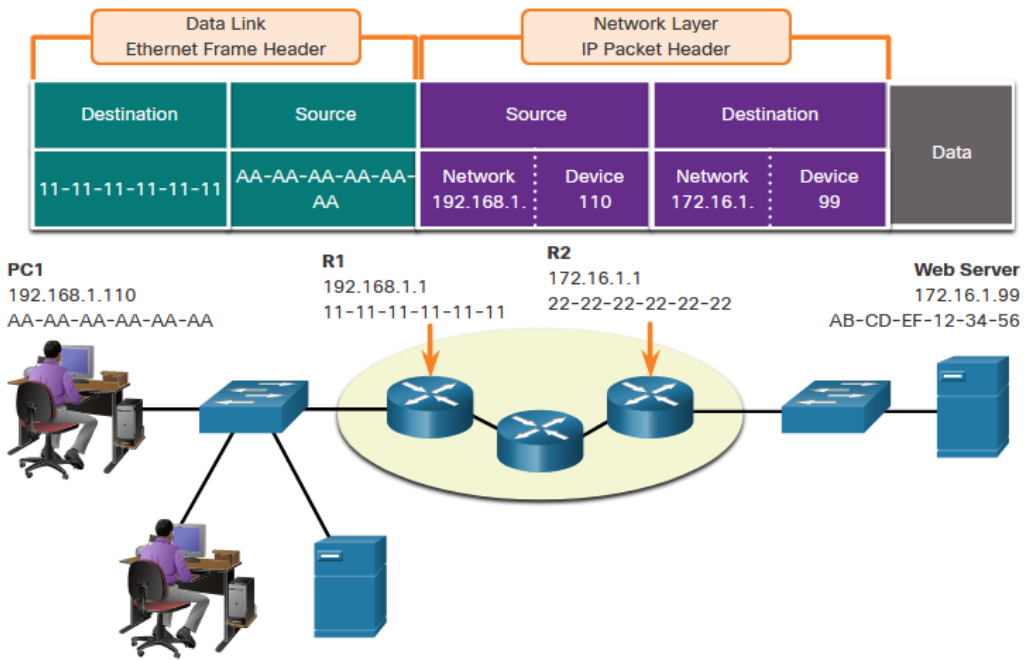 Data Link
Ethernet Frame Header
Network Layer
IP Packet Header
Destination
Source
Source
Destination
Data
11-11-11-11-11-11
AA-AA-AA-AA-AA-
AA
Network
192.168.1.
Device
110
Network
172.16.1.
Device
99
PC1
192.168.1.110
AA-AA-AA-AA-AA-AA
R1
192.168.1.1
11-11-11-11-11-11
R2
172.16.1.1
22-22-22-22-22-22
Web Server
172.16.1.99
AB-CD-EF-12-34-56